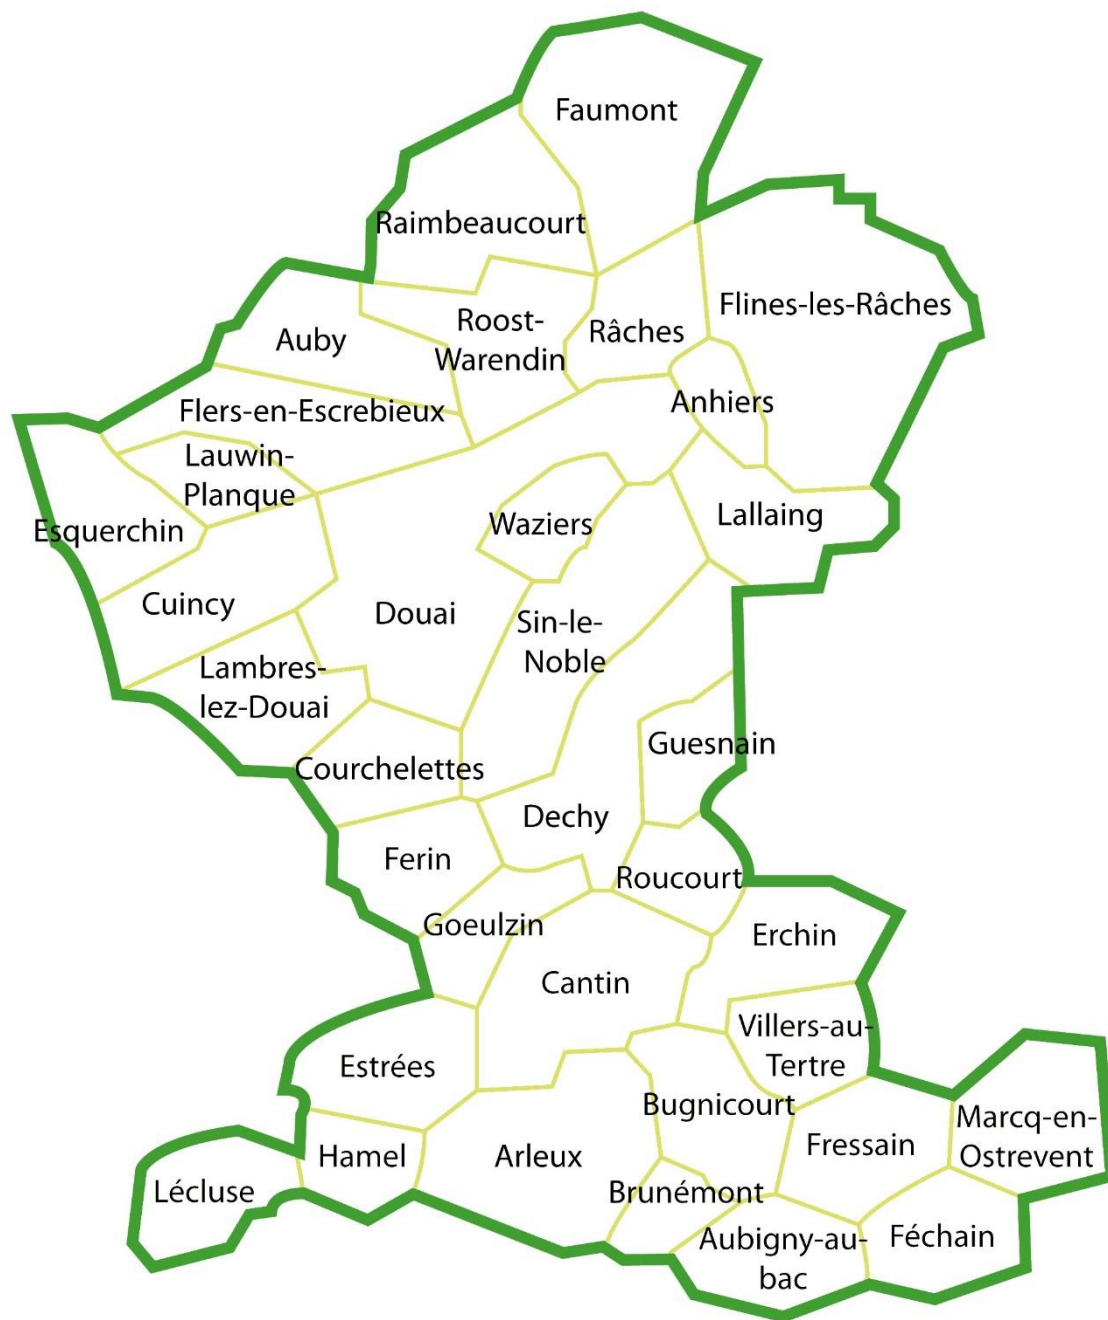 Faumont
Raimbeaucourt
Flines-les-Râches
Roost-
Warendin
Râches
Auby
Anhiers
Flers-en-Escrebieux
Lauwin-
Planque
Lallaing
Waziers
Esquerchin
Cuincy
Douai
Sin-le-
Noble
Lambres-
lez-Douai
Guesnain
Courchelettes
Dechy
Ferin
Roucourt
Goeulzin
Erchin
Cantin
Villers-au-
Tertre
Estrées
Bugnicourt
Marcq-en-
Ostrevent
Fressain
Hamel
Arleux
Lécluse
Brunémont
Aubigny-au-
bac
Féchain